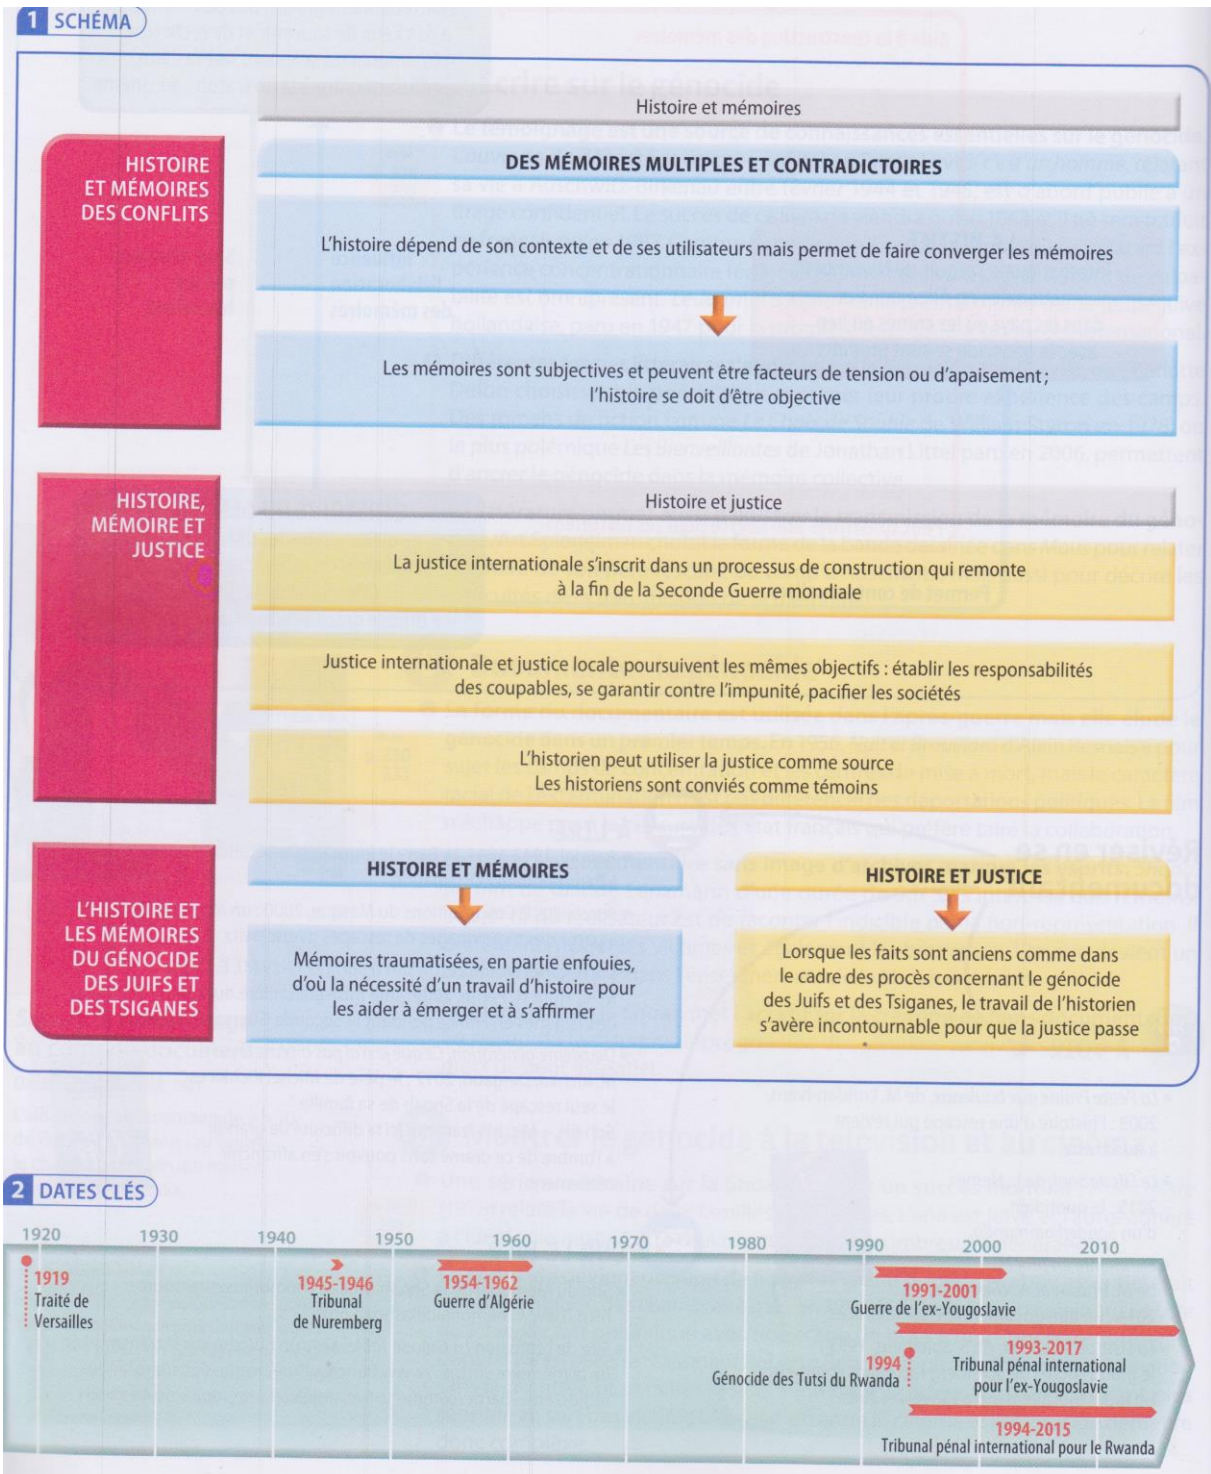 1 SCHÉMA
Histoire et mémoires
HISTOIRE
ET MÉMOIRES
DES CONFLITS
DES MÉMOIRES MULTIPLES ET CONTRADICTOIRES
L'histoire dépend de son contexte et de ses utilisateurs mais permet de faire converger les mémoires
Les mémoires sont subjectives et peuvent être facteurs de tension ou d'apaisement ;
l'histoire se doit d'être objective
HISTOIRE,
MÉMOIRE ET
JUSTICE
Histoire et justice
La justice internationale s'inscrit dans un processus de construction qui remonte
à la fin de la Seconde Guerre mondiale
Justice internationale et justice locale poursuivent les mêmes objectifs : établir les responsabilités
des coupables, se garantir contre l'impunité, pacifier les sociétés
L'historien peut utiliser la justice comme source
Les historiens sont conviés comme témoins
L'HISTOIRE ET
LES MÉMOIRES
DU GÉNOCIDE
DES JUIFS ET
DES TSIGANES
HISTOIRE ET MÉMOIRES
Mémoires traumatisées, en partie enfouies,
d'où la nécessité d'un travail d'histoire pour
les aider à émerger et à s'affirmer
HISTOIRE ET JUSTICE
Lorsque les faits sont anciens comme dans
le cadre des procès concernant le génocide
des Juifs et des Tsiganes, le travail de l'historien
s'avère incontournable pour que la justice passe
2 DATES CLÉS
1920 1930 1940 1950 1960 1970 1980 1990 2000 2010
1919
Traité de
Versailles
1945-1946
Tribunal
de Nuremberg
1954-1962
Guerre d'Algérie
1991-2001
Guerre de l'ex-Yougoslavie
1993-2017
Tribunal pénal international
pour l'ex-Yougoslavie
1994
Génocide des Tutsi du Rwanda
1994-2015
Tribunal pénal international pour le Rwanda